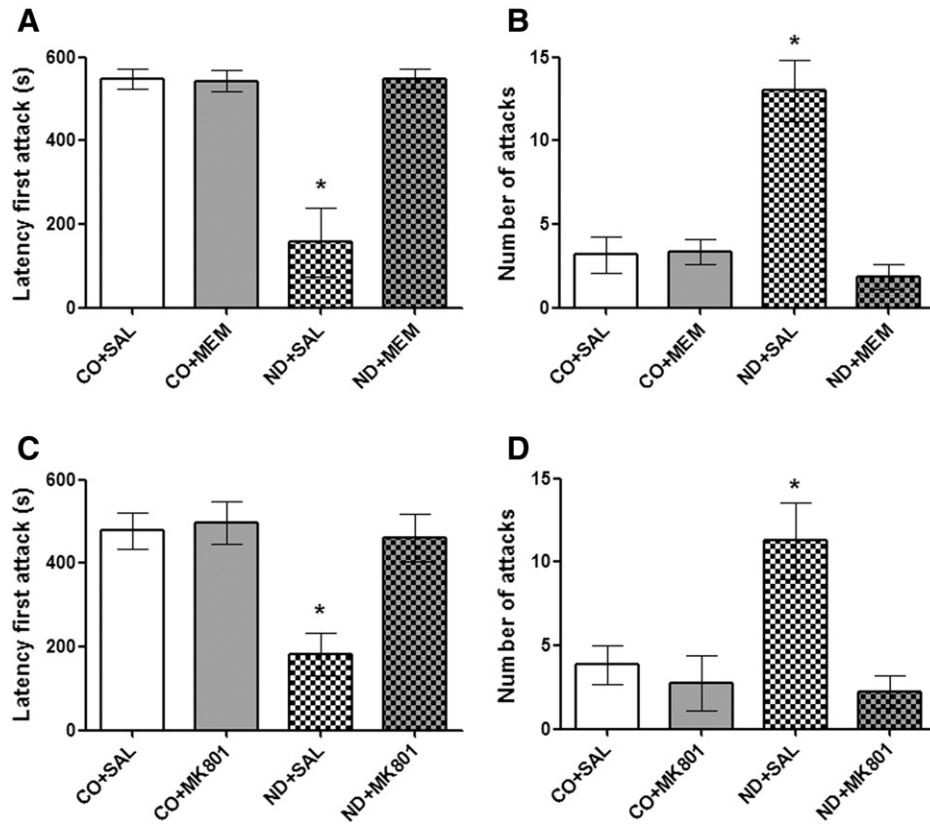 A
Latency first attack (s)
600
400
200
0
*
CO+SAL
CO+MEM
ND+SAL
ND+MEM
B
Number of attacks
15
10
5
0
*
CO+SAL
CO+MEM
ND+SAL
ND+MEM
C
Latency first attack (s)
600
400
200
0
*
CO+SAL
CO+MK801
ND+SAL
ND+MK801
D
Number of attacks
15
10
5
0
*
CO+SAL
CO+MK801
ND+SAL
ND+MK801